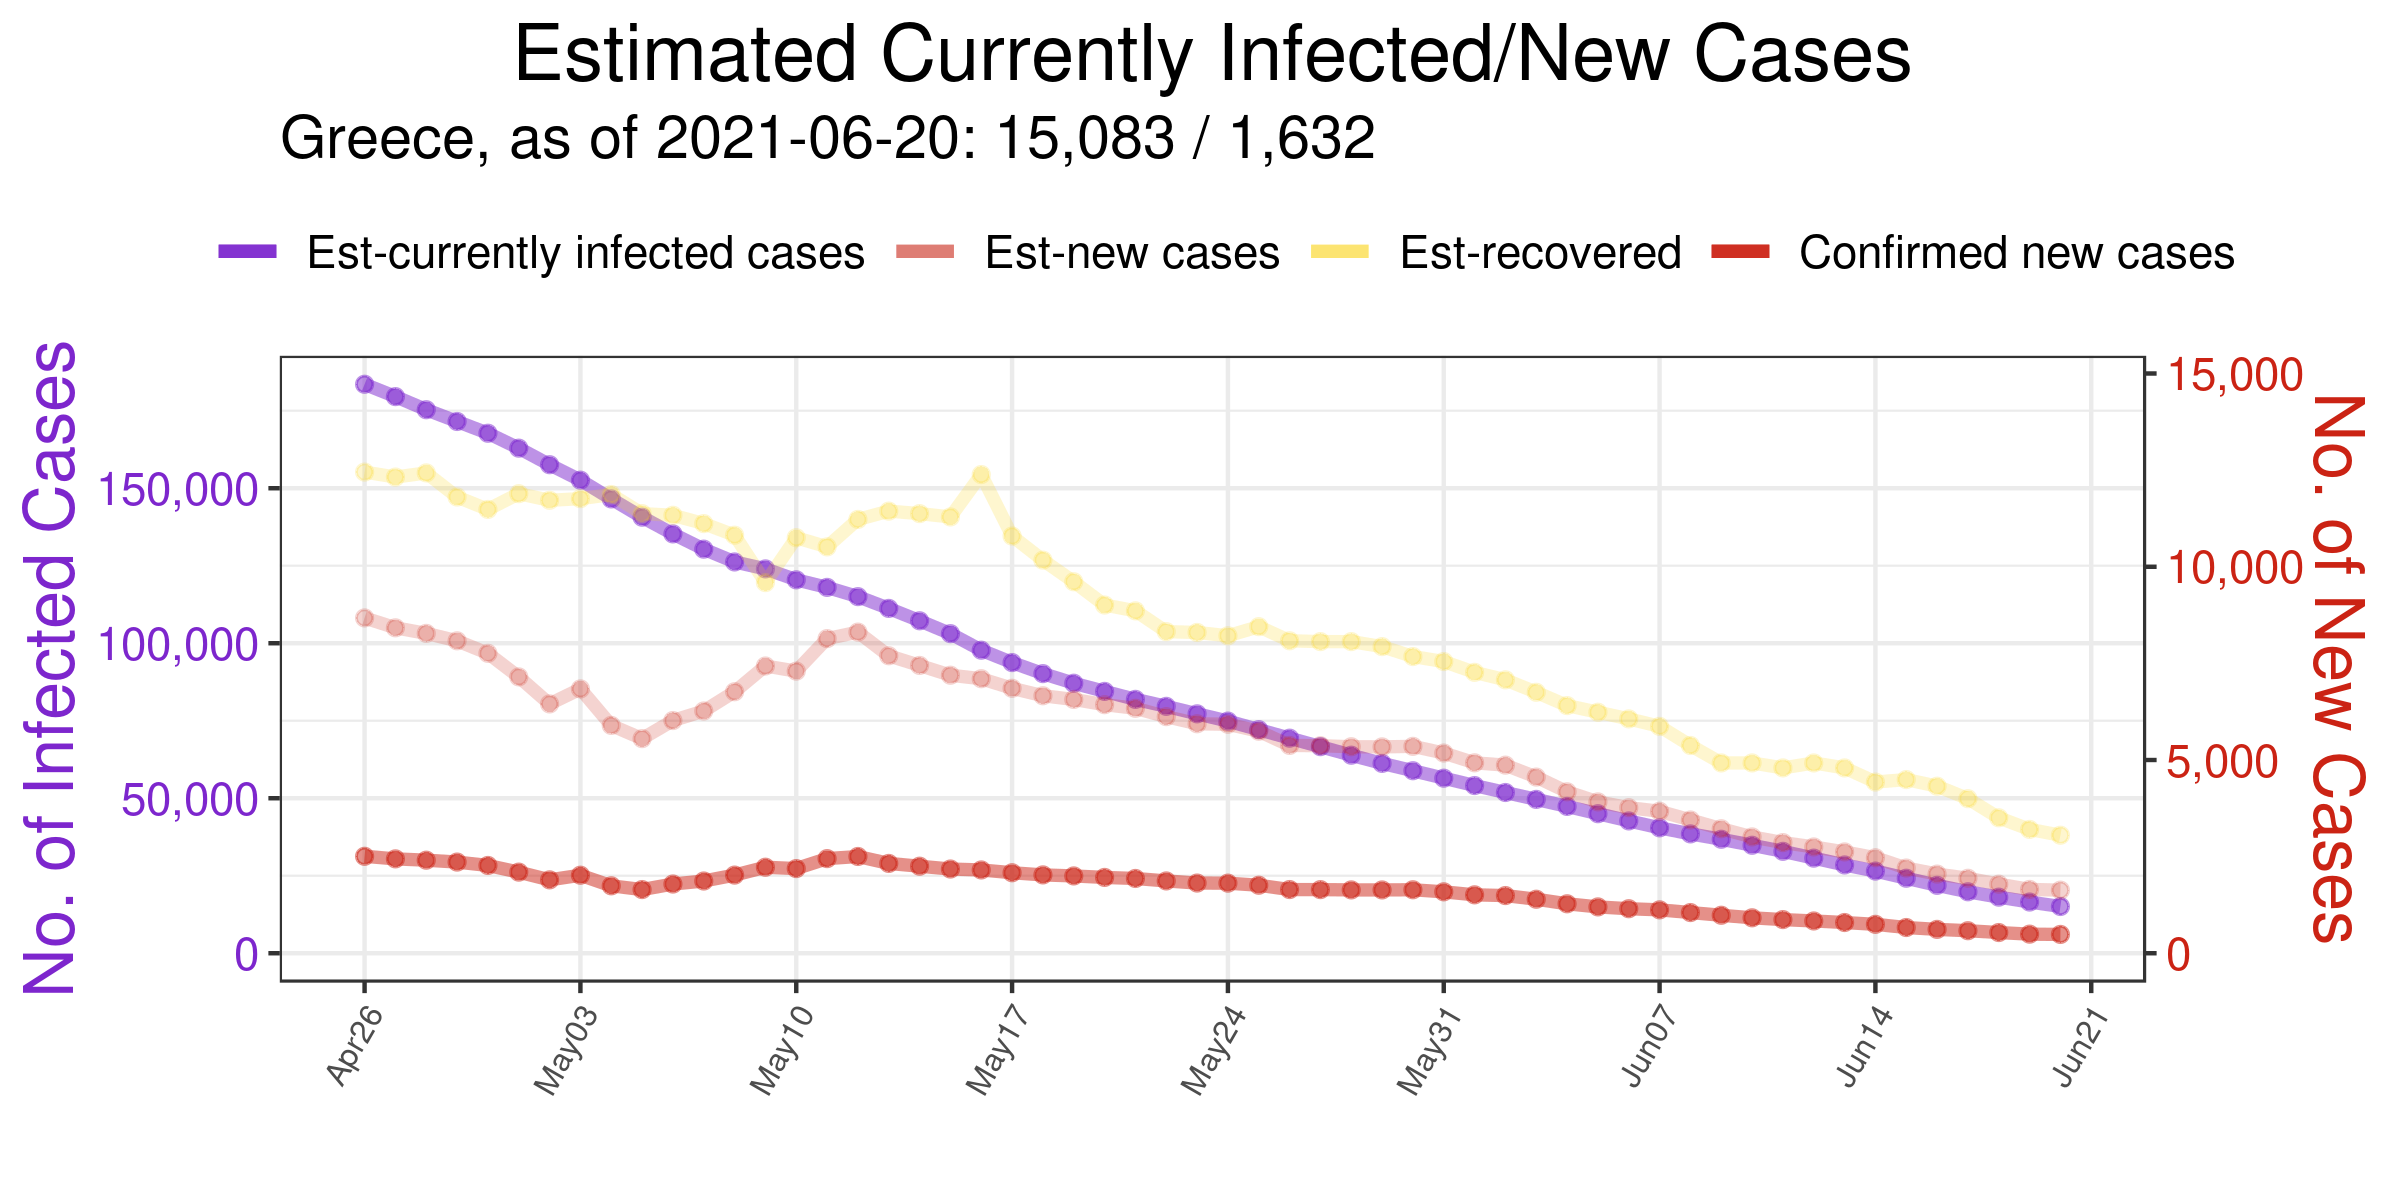 Estimated Currently Infected/New Cases
Greece, as of 2021-06-20: 15,083 / 1,632
Est-currently infected cases Est-new cases Est-recovered Confirmed new cases
No. of Infected Cases
150,000
100,000
50,000
0
15,000
10,000
5,000
0
No. of New Cases
Apr26 May03 May10 May17 May24 May31 Jun07 Jun14 Jun21